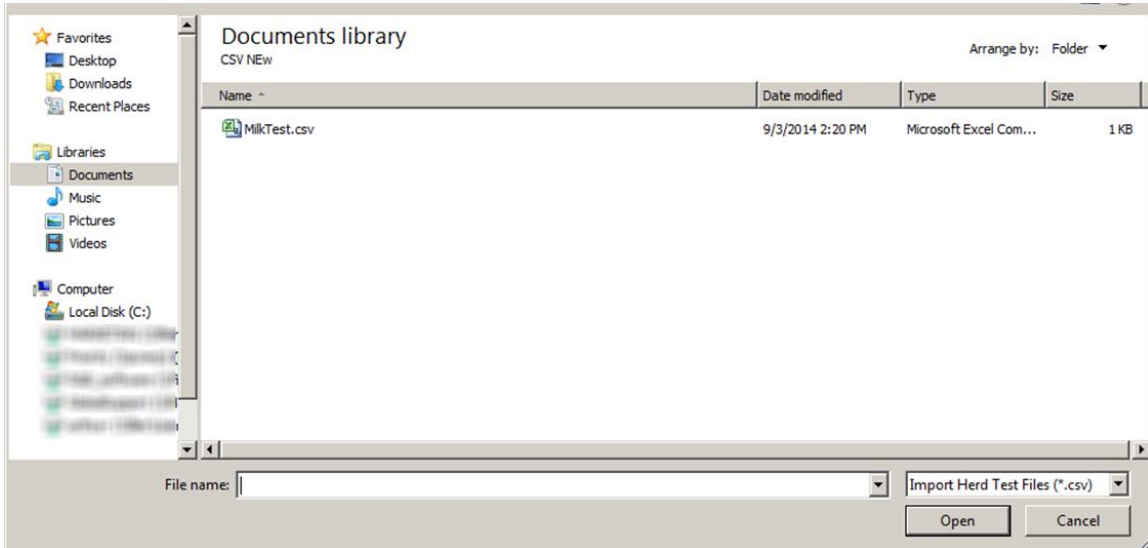 Favorites
Desktop
Downloads
Recent Places
Libraries
Documents
Music
Pictures
Videos
Computer
Local Disk (C:)
Documents library
CSV NEw
Arrange by: Folder
Name Date modified Type Size
MilkTest.csv 9/3/2014 2:20 PM Microsoft Excel Com... 1 KB
File name: Import Herd Test Files (*.csv)
Open Cancel